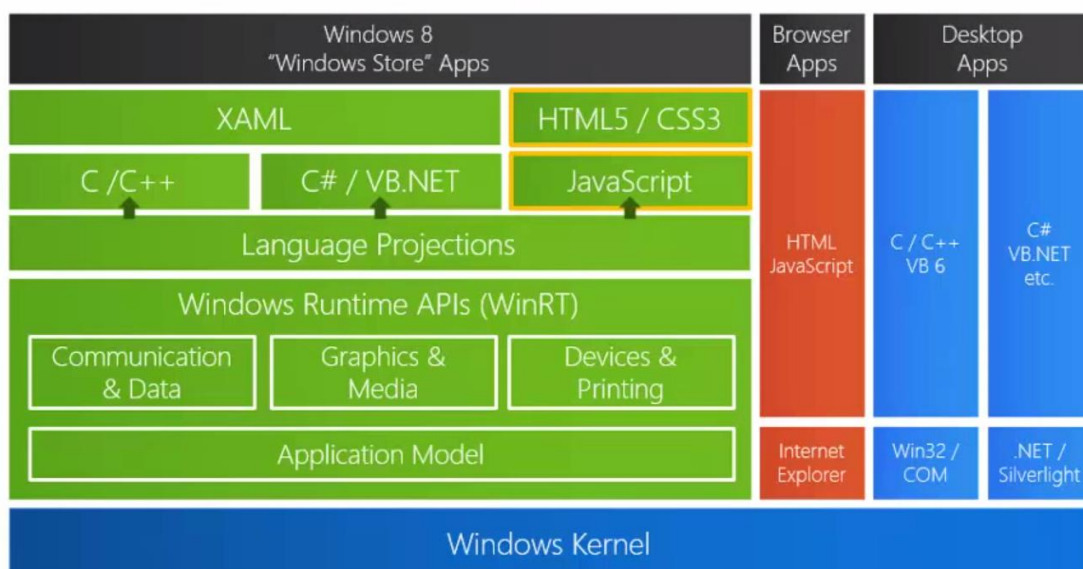 Windows 8
“Windows Store” Apps
Browser
Apps
Desktop
Apps
XAML
HTML5 / CSS3
C /C++
C# / VB.NET
JavaScript
Language Projections
Windows Runtime APIs (WinRT)
Communication
& Data
Graphics &
Media
Devices &
Printing
Application Model
HTML
JavaScript
C / C++
VB 6
C#
VB.NET
etc.
Internet
Explorer
Win32 /
COM
.NET /
Silverlight
Windows Kernel